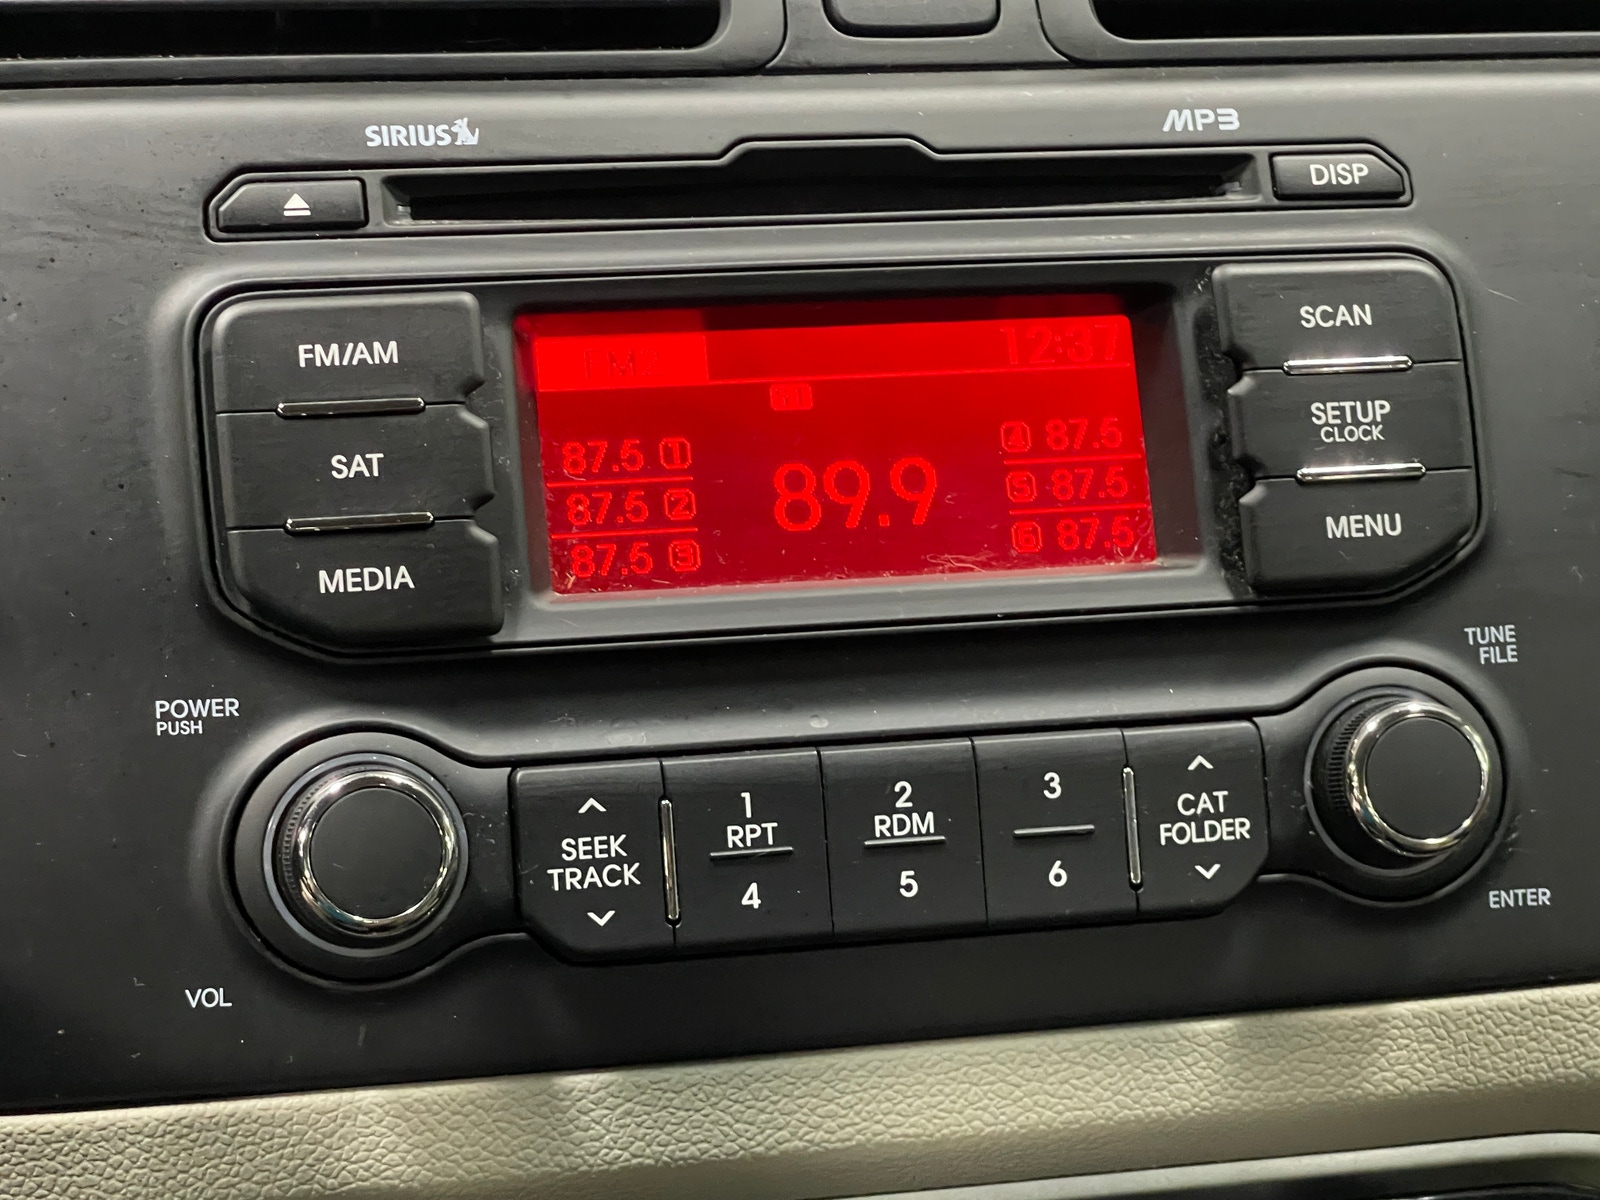 SIRIUS
MP3
DISP
FM/AM
SAT
MEDIA
FM2
12:37
87.5 1
87.5 2
87.5 3
89.9
4 87.5
5 87.5
6 87.5
SCAN
SETUP
CLOCK
MENU
POWER
PUSH
VOL
SEEK
TRACK
1
RPT
4
2
RDM
5
3
6
CAT
FOLDER
TUNE
FILE
ENTER